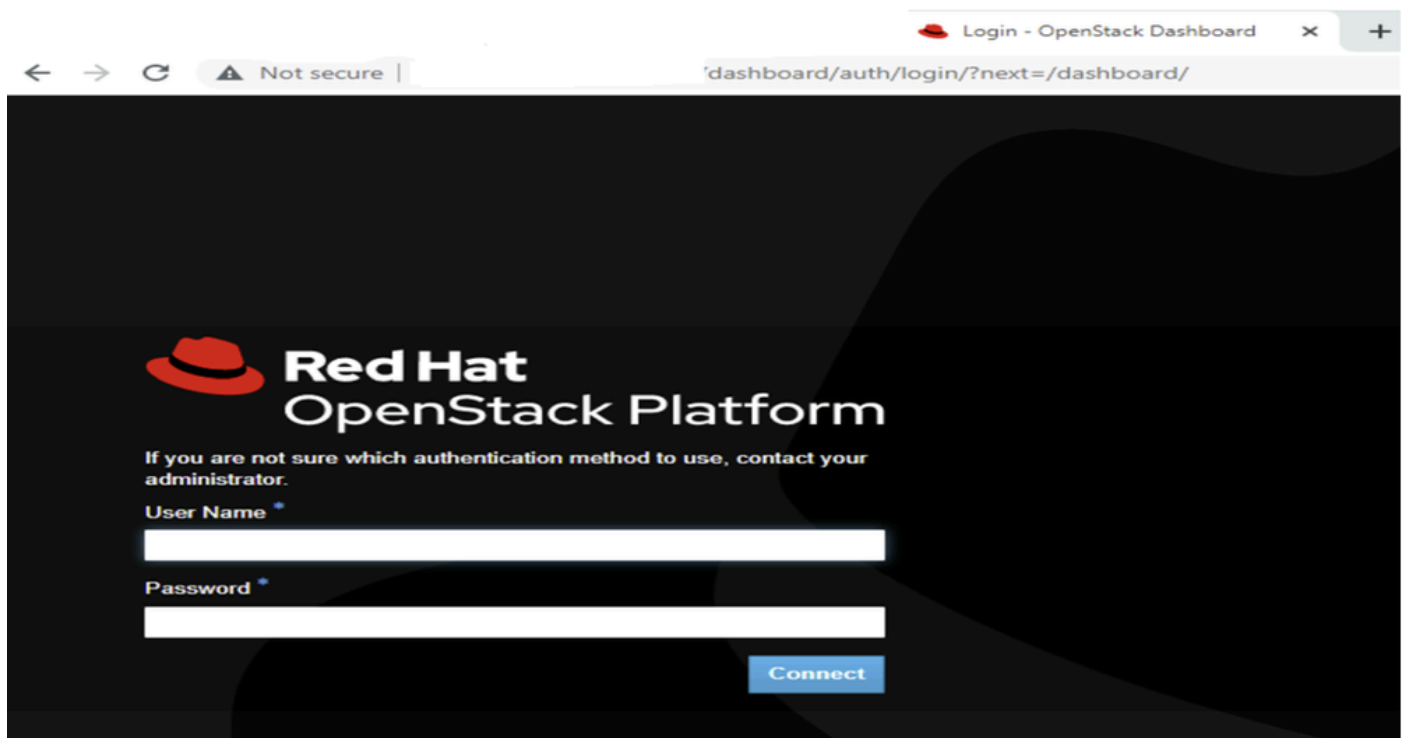 Login - OpenStack Dashboard
Not secure | dashboard/auth/login/?next=/dashboard/
Red Hat
OpenStack Platform
If you are not sure which authentication method to use, contact your
administrator.
User Name *
Password *
Connect